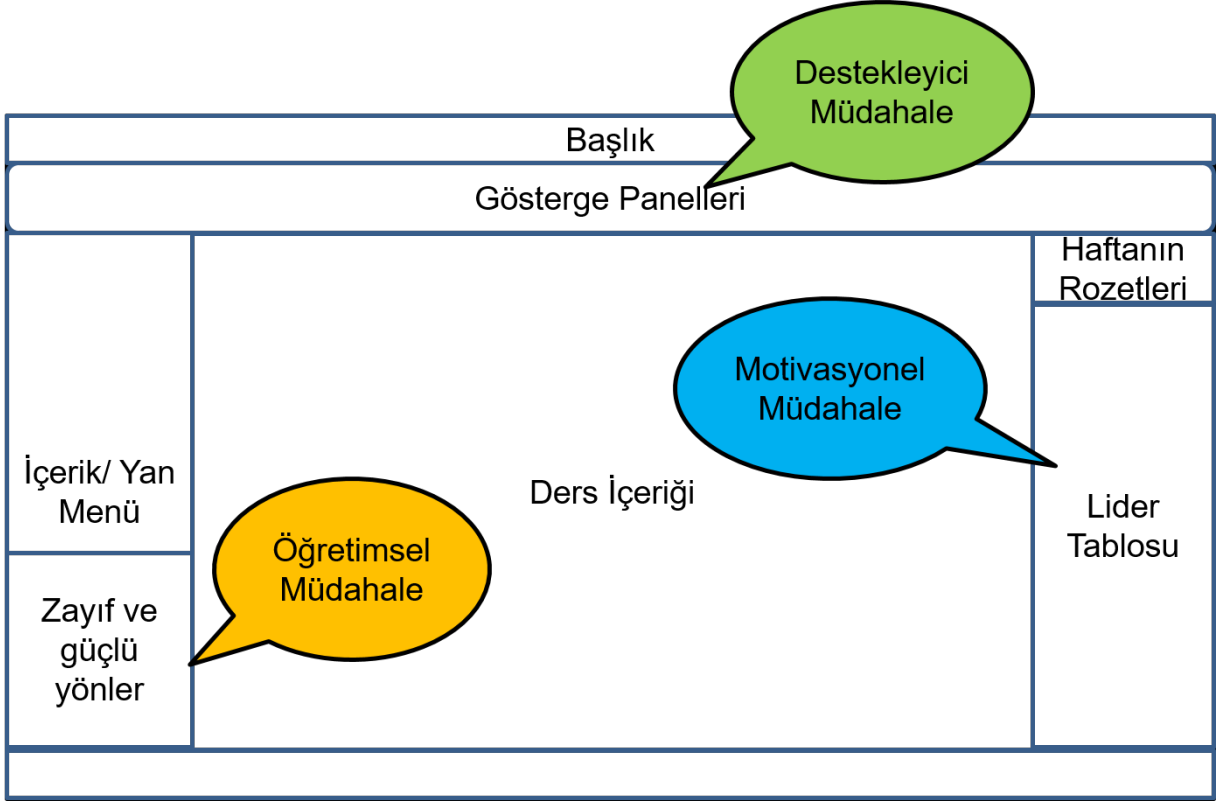 Destekleyici
Müdahale
Başlık
Gösterge Panelleri
Haftanın
Rozetleri
Motivasyonel
Müdahale
İçerik/ Yan
Menü
Ders İçeriği
Lider
Tablosu
Öğretimsel
Müdahale
Zayıf ve
güçlü
yönler